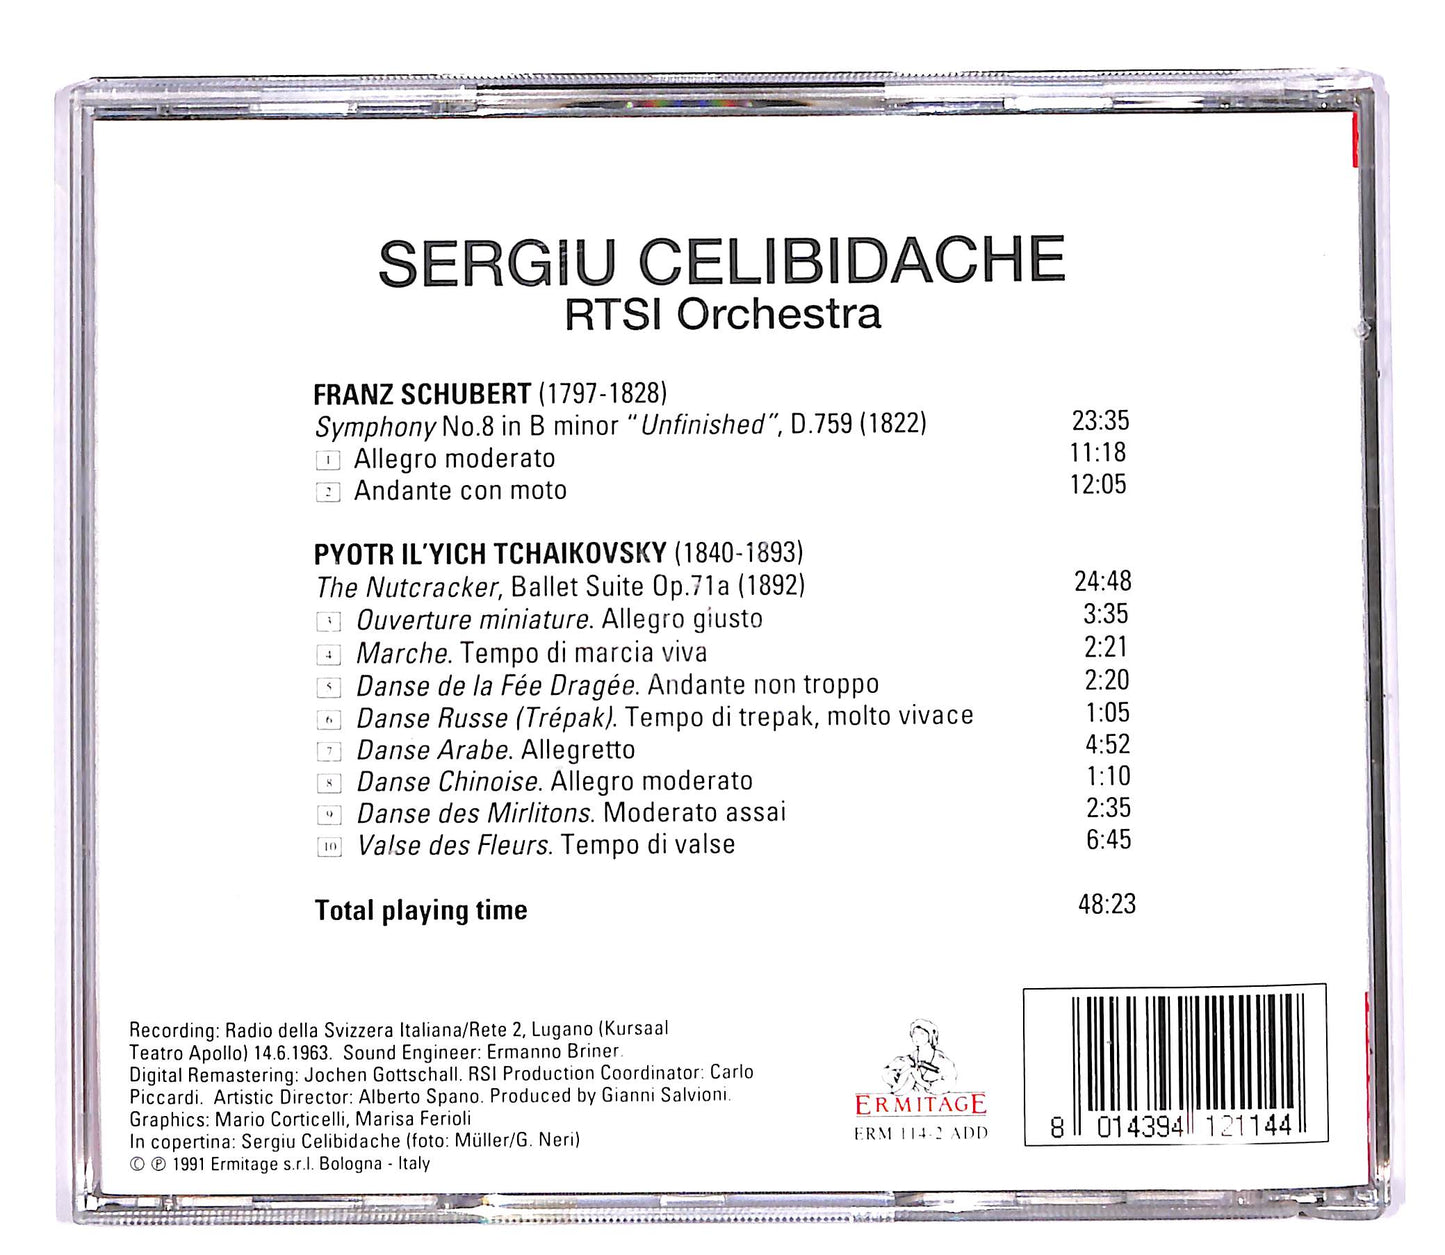 SERGIU CELIBIDACHE
RTSI Orchestra
FRANZ SCHUBERT (1797-1828)
Symphony No.8 in B minor "Unfinished", D.759 (1822) 23:35
1 Allegro moderato 11:18
2 Andante con moto 12:05
PYOTR IL'YICH TCHAIKOVSKY (1840-1893)
The Nutcracker, Ballet Suite Op.71a (1892) 24:48
3 Ouverture miniature. Allegro giusto 3:35
4 Marche. Tempo di marcia viva 2:21
5 Danse de la Fée Dragée. Andante non troppo 2:20
6 Danse Russe (Trépak). Tempo di trepak, molto vivace 1:05
7 Danse Arabe. Allegretto 4:52
8 Danse Chinoise. Allegro moderato 1:10
9 Danse des Mirlitons. Moderato assai 2:35
10 Valse des Fleurs. Tempo di valse 6:45
Total playing time 48:23
Recording: Radio della Svizzera Italiana/Rete 2, Lugano (Kursaal
Teatro Apollo) 14.6.1963. Sound Engineer: Ermanno Briner.
Digital Remastering: Jochen Gottschall. RSI Production Coordinator: Carlo
Piccardi. Artistic Director: Alberto Spano. Produced by Gianni Salvioni.
Graphics: Mario Corticelli, Marisa Ferioli
In copertina: Sergiu Celibidache (foto: Müller/G. Neri)
© ℗ 1991 Ermitage s.r.l. Bologna - Italy
ERMITAGE
ERM 114-2 ADD
8 014394 121144